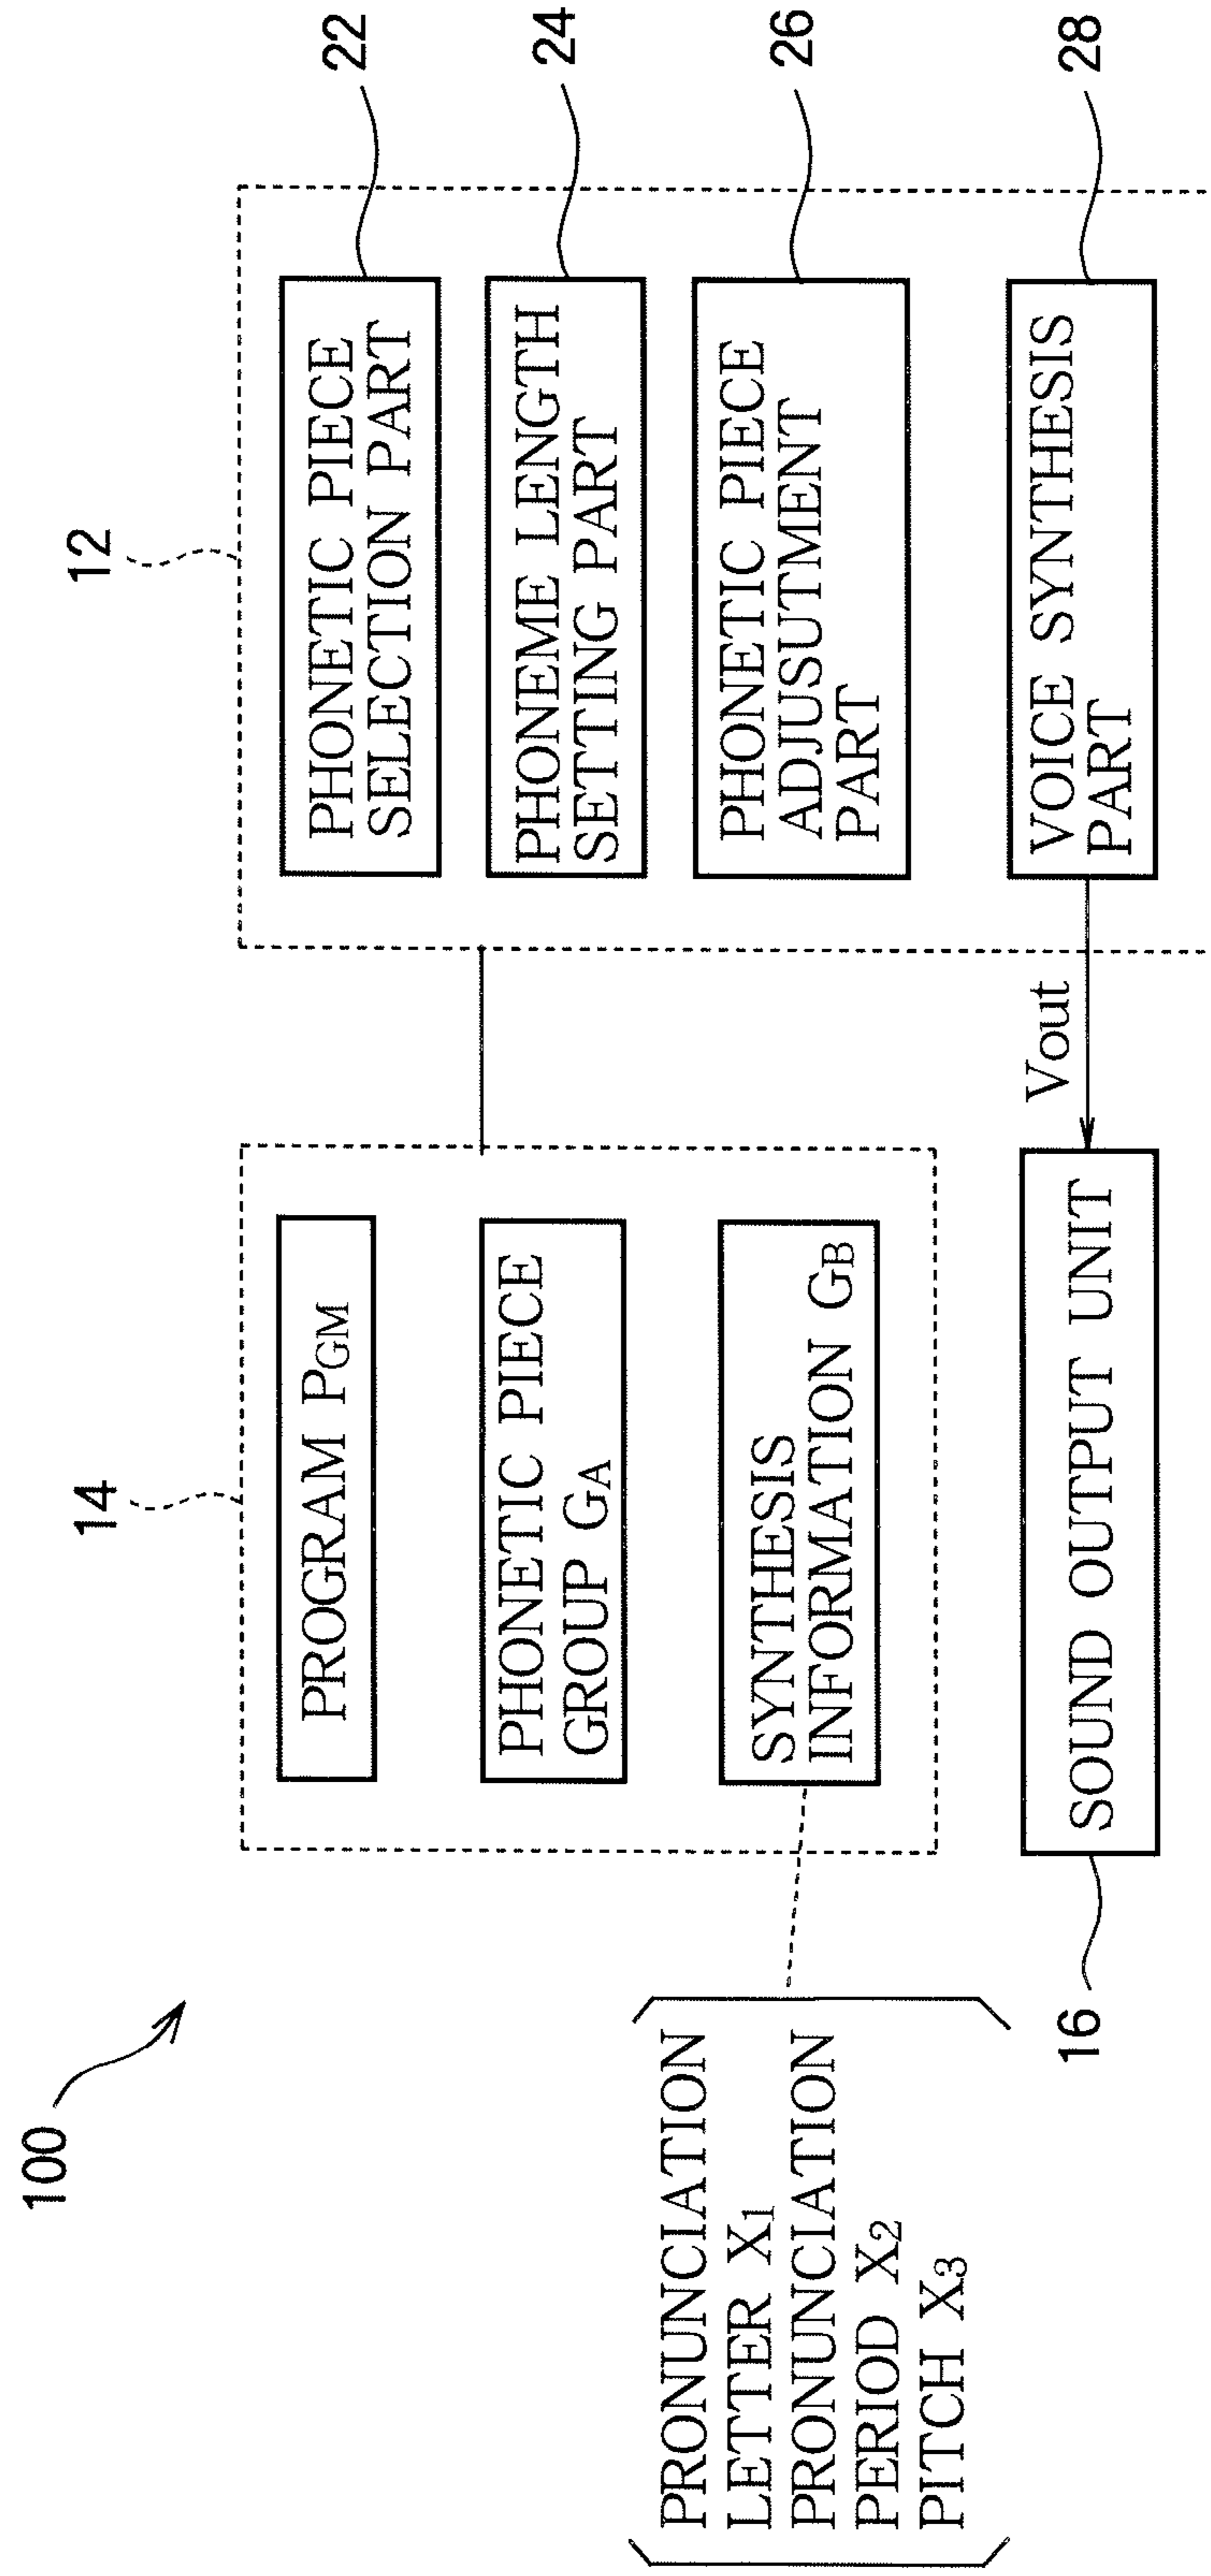 100
14
12
PROGRAM PGM
PHONETIC PIECE
GROUP GA
SYNTHESIS
INFORMATION GB
PRONUNCIATION
LETTER X1
PRONUNCIATION
PERIOD X2
PITCH X3
PHONETIC PIECE
SELECTION PART
22
PHONEME LENGTH
SETTING PART
24
PHONETIC PIECE
ADJUSUTMENT
PART
26
VOICE SYNTHESIS
PART
28
Vout
SOUND OUTPUT UNIT
16